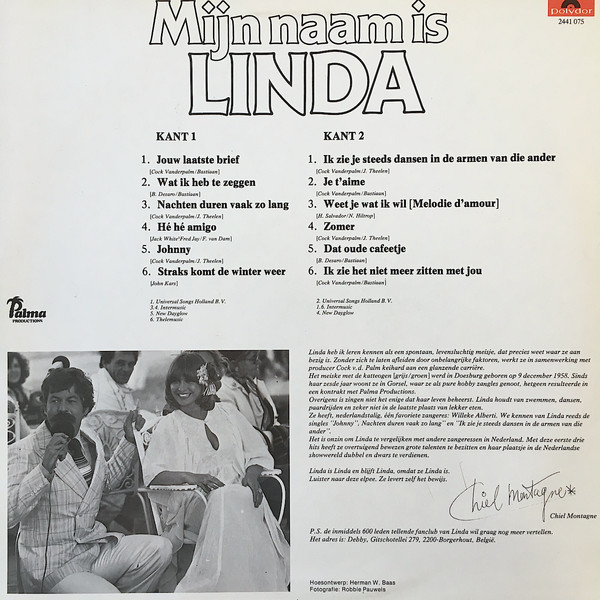 Mijn naam is
LINDA
polydor
2441 075
KANT 1
1. Jouw laatste brief
[Cock Vanderpalm/Bastiaan]
2. Wat ik heb te zeggen
[B. Dezaro/Bastiaan]
3. Nachten duren vaak zo lang
[Cock Vanderpalm/J. Theelen]
4. Hé hé amigo
[Jack White/Fred Jay/F. van Dam]
5. Johnny
[Cock Vanderpalm/J. Theelen]
6. Straks komt de winter weer
[John Kars]
1. Universal Songs Holland B.V.
3.4. Intermusic
5. New Dayglow
6. Thelemusic
KANT 2
1. Ik zie je steeds dansen in de armen van die ander
[Cock Vanderpalm/J. Theelen]
2. Je t'aime
[Cock Vanderpalm/Bastiaan]
3. Weet je wat ik wil [Melodie d'amour]
[H. Salvador/N. Hiltrop]
4. Zomer
[Cock Vanderpalm/Bastiaan]
5. Dat oude cafeetje
[B. Dezaro/Bastiaan]
6. Ik zie het niet meer zitten met jou
[Cock Vanderpalm/Bastiaan]
2. Universal Songs Holland B.V.
1.6. Intermusic
4. New Dayglow
Palma
PRODUCTIONS
Linda heb ik leren kennen als een spontaan, levensluchtig meisje, dat precies weet waar ze aan
bezig is. Zonder zich te laten afleiden door onbelangrijke faktoren, werkt ze in samenwerking met
producer Cock v.d. Palm keihard aan een glanzende carrière.
Het meiske met de katteogen [grijs/groen] werd in Doesburg geboren op 9 december 1958. Sinds
haar zesde jaar woont ze in Gorsel, waar ze als pure hobby zangles genoot, hetgeen resulteerde in
een kontrakt met Palma Productions.
Overigens is zingen niet het enige dat haar leven beheerst. Linda houdt van zwemmen, dansen,
paardrijden en zeker niet in de laatste plaats van lekker eten.
Ze heeft, nederlandstalig, één favoriete zangeres: Willeke Alberti. We kennen van Linda reeds de
singles "Johnny", Nachten duren vaak zo lang" en "Ik zie je steeds dansen in de armen van die
ander".
Het is onzin om Linda te vergelijken met andere zangeressen in Nederland. Met deze eerste drie
hits heeft ze overtuigend bewezen grote talenten te bezitten en haar plaatsje in de Nederlandse
showwereld dubbel en dwars te verdienen.
Linda is Linda en blijft Linda, omdat ze Linda is.
Luister naar deze elpee. Ze levert zelf het bewijs.
Chiel Montagne
Chiel Montagne
P.S. de inmiddels 600 leden tellende fanclub van Linda wil graag nog meer vertellen.
Het adres is: Debby, Gitschotellei 279, 2200-Borgerhout, België.
Hoesontwerp: Herman W. Baas
Fotografie: Robbie Pauwels